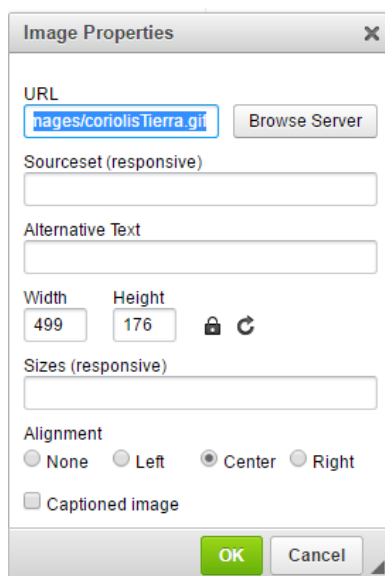 Image Properties
URL
nages/coriolisTierra.gif
Browse Server
Sourceset (responsive)
Alternative Text
Width Height
499 176
Sizes (responsive)
Alignment
None Left Center Right
Captioned image
OK Cancel